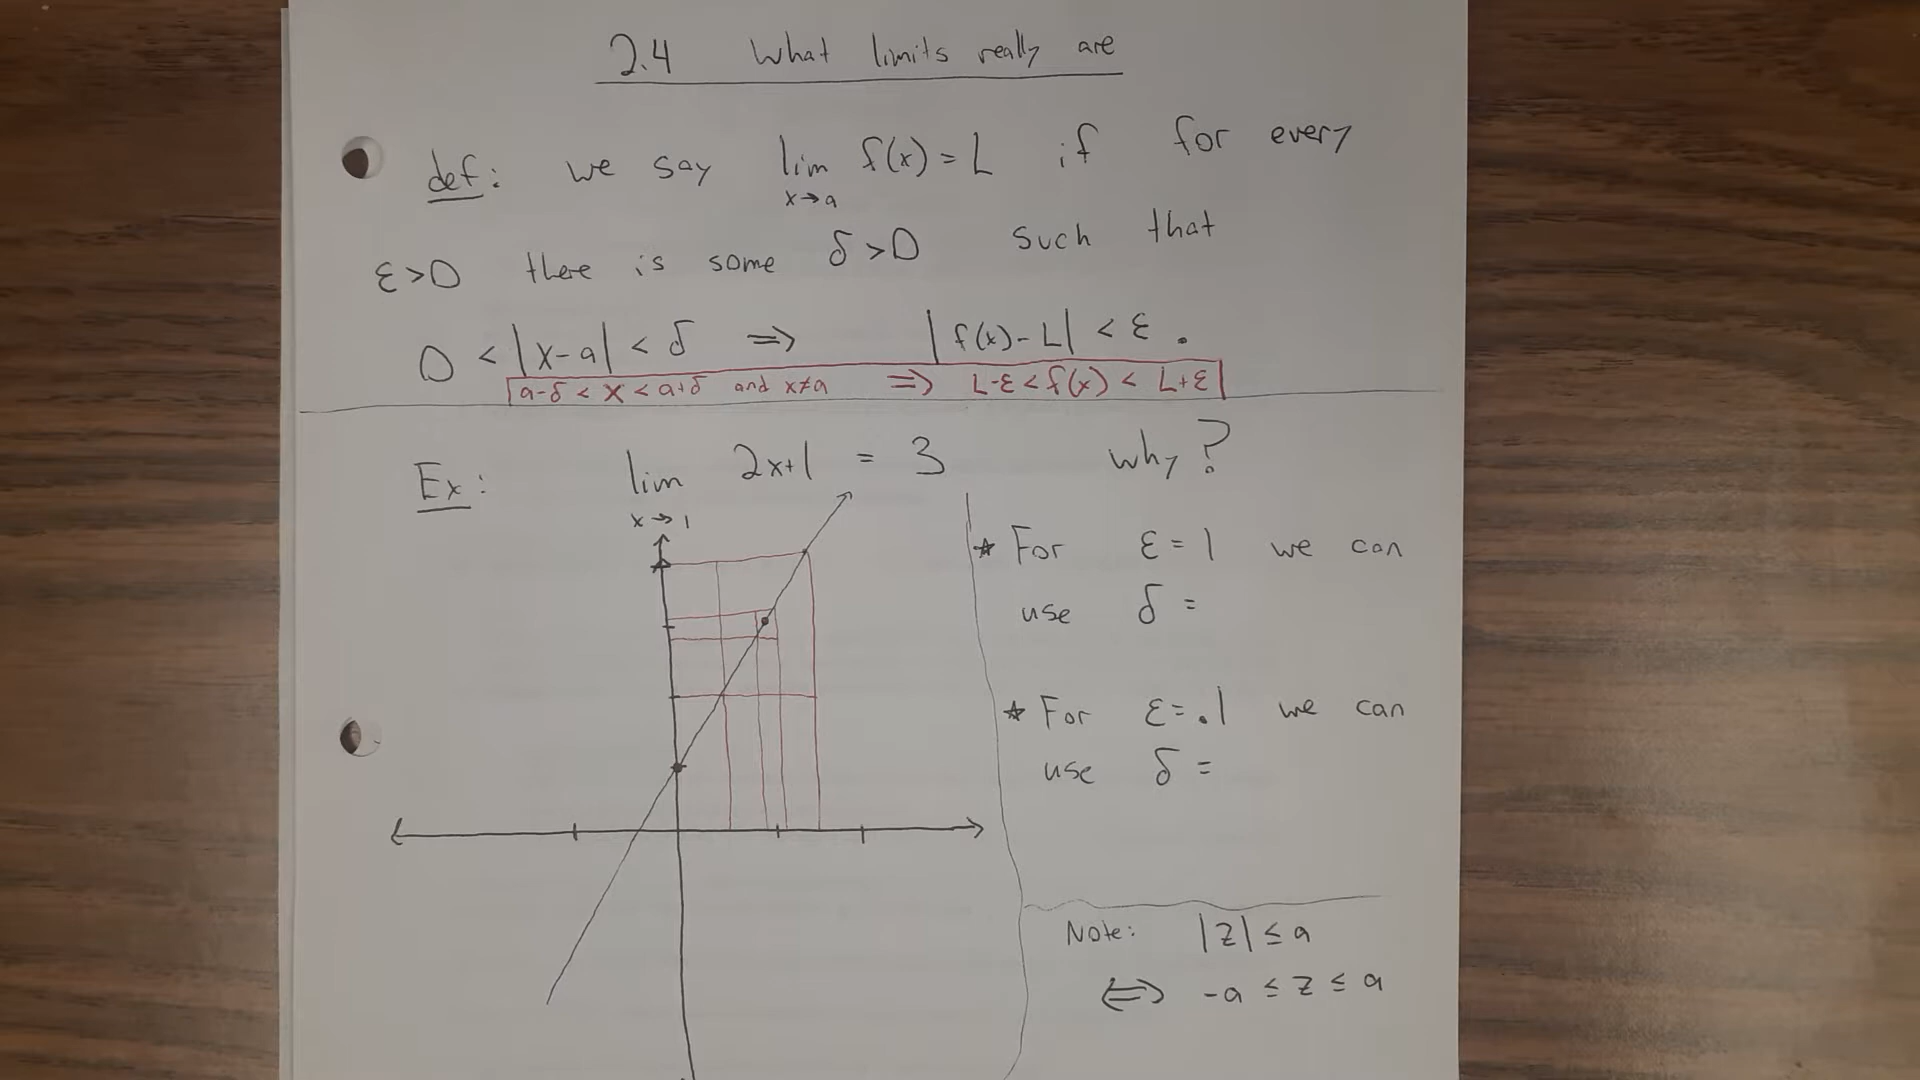 2.4 What limits really are
def: we say lim f(x) = L if for every
x→a
ε>0 there is some δ>0 such that
0 < |x-a| < δ ⇒ |f(x)-L| < ε.
a-δ < x < a+δ and x≠a ⇒ L-ε < f(x) < L+ε
Ex: lim 2x+1 = 3 why?
x→1
* For ε = 1 we can
use δ =
* For ε = .1 we can
use δ =
Note: |z| ≤ a
⇔ -a ≤ z ≤ a